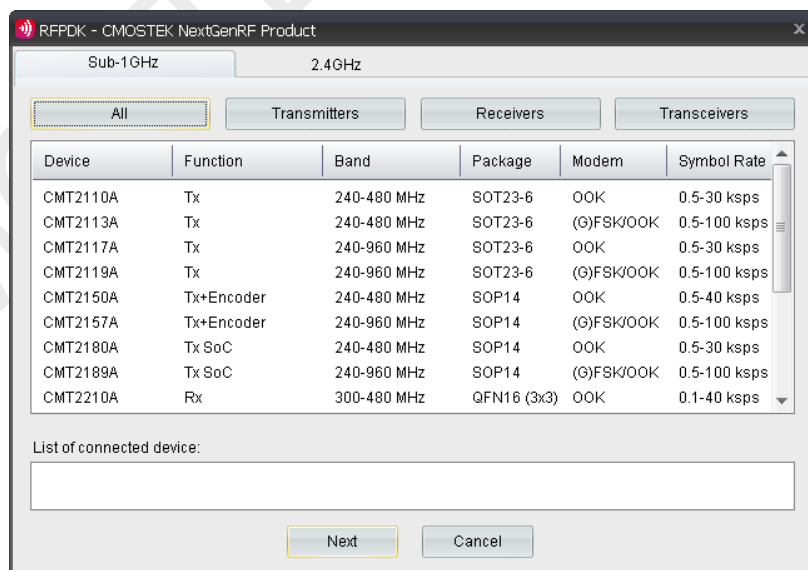 RFPDK - CMOSTEK NextGenRF Product x
Sub-1GHz 2.4GHz
All Transmitters Receivers Transceivers
Device Function Band Package Modem Symbol Rate
CMT2110A Tx 240-480 MHz SOT23-6 OOK 0.5-30 ksps
CMT2113A Tx 240-480 MHz SOT23-6 (G)FSK/OOK 0.5-100 ksps
CMT2117A Tx 240-960 MHz SOT23-6 OOK 0.5-30 ksps
CMT2119A Tx 240-960 MHz SOT23-6 (G)FSK/OOK 0.5-100 ksps
CMT2150A Tx+Encoder 240-480 MHz SOP14 OOK 0.5-40 ksps
CMT2157A Tx+Encoder 240-960 MHz SOP14 (G)FSK/OOK 0.5-100 ksps
CMT2180A Tx SoC 240-480 MHz SOP14 OOK 0.5-30 ksps
CMT2189A Tx SoC 240-960 MHz SOP14 (G)FSK/OOK 0.5-100 ksps
CMT2210A Rx 300-480 MHz QFN16 (3x3) OOK 0.1-40 ksps
List of connected device:
Next Cancel